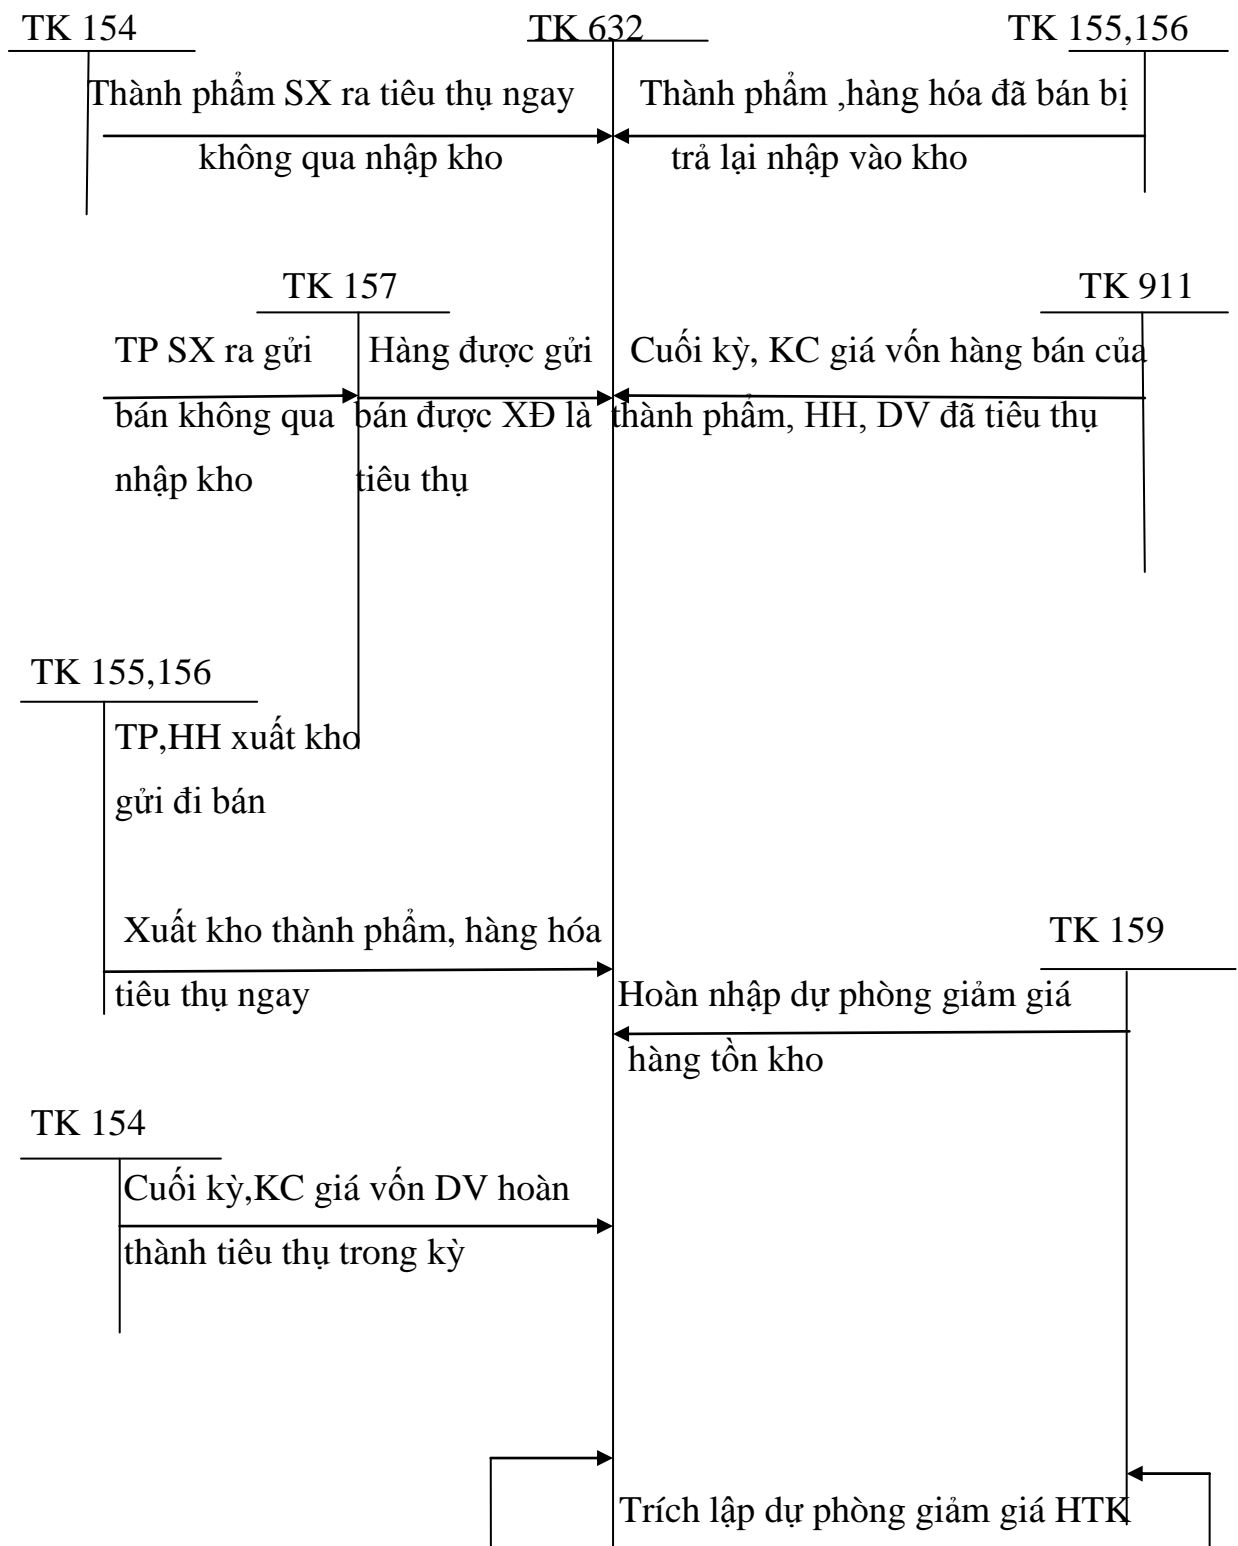 TK 154
TK 632
TK 155,156
Thành phẩm SX ra tiêu thụ ngay
không qua nhập kho
Thành phẩm ,hàng hóa đã bán bị
trả lại nhập vào kho
TK 157
TK 911
TP SX ra gửi
bán không qua
nhập kho
Hàng được gửi
bán được XĐ là
tiêu thụ
Cuối kỳ, KC giá vốn hàng bán của
thành phẩm, HH, DV đã tiêu thụ
TK 155,156
TP,HH xuất kho
gửi đi bán
Xuất kho thành phẩm, hàng hóa
tiêu thụ ngay
TK 159
Hoàn nhập dự phòng giảm giá
hàng tồn kho
TK 154
Cuối kỳ,KC giá vốn DV hoàn
thành tiêu thụ trong kỳ
Trích lập dự phòng giảm giá HTK